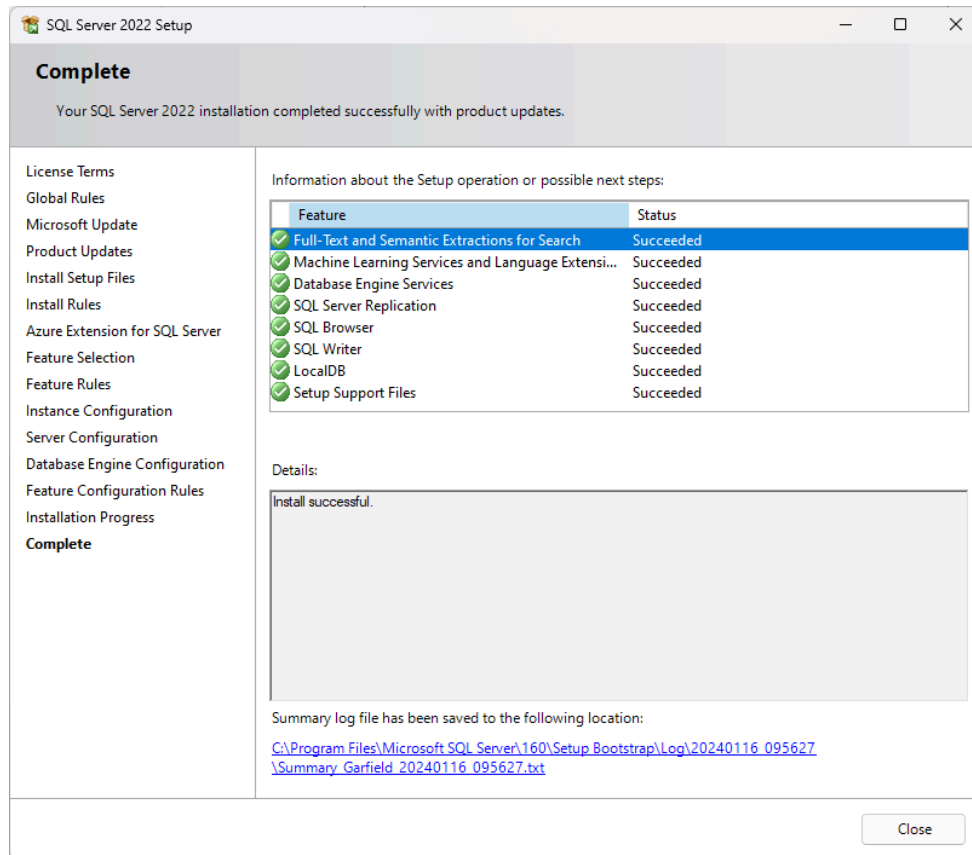 SQL Server 2022 Setup
Complete
Your SQL Server 2022 installation completed successfully with product updates.
License Terms
Global Rules
Microsoft Update
Product Updates
Install Setup Files
Install Rules
Azure Extension for SQL Server
Feature Selection
Feature Rules
Instance Configuration
Server Configuration
Database Engine Configuration
Feature Configuration Rules
Installation Progress
Complete
Information about the Setup operation or possible next steps:
Feature Status
Full-Text and Semantic Extractions for Search Succeeded
Machine Learning Services and Language Extensi... Succeeded
Database Engine Services Succeeded
SQL Server Replication Succeeded
SQL Browser Succeeded
SQL Writer Succeeded
LocalDB Succeeded
Setup Support Files Succeeded
Details:
Install successful.
Summary log file has been saved to the following location:
C:\Program Files\Microsoft SQL Server\160\Setup Bootstrap\Log\20240116_095627
\Summary_Garfield_20240116_095627.txt
Close